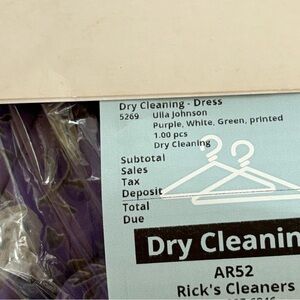 Dry Cleaning - Dress
5269 Ulla Johnson
Purple, White, Green, printed
1.00 pcs
Dry Cleaning
Subtotal
Sales
Tax
Deposit
Total
Due
Dry Cleanin
AR52
Rick's Cleaners